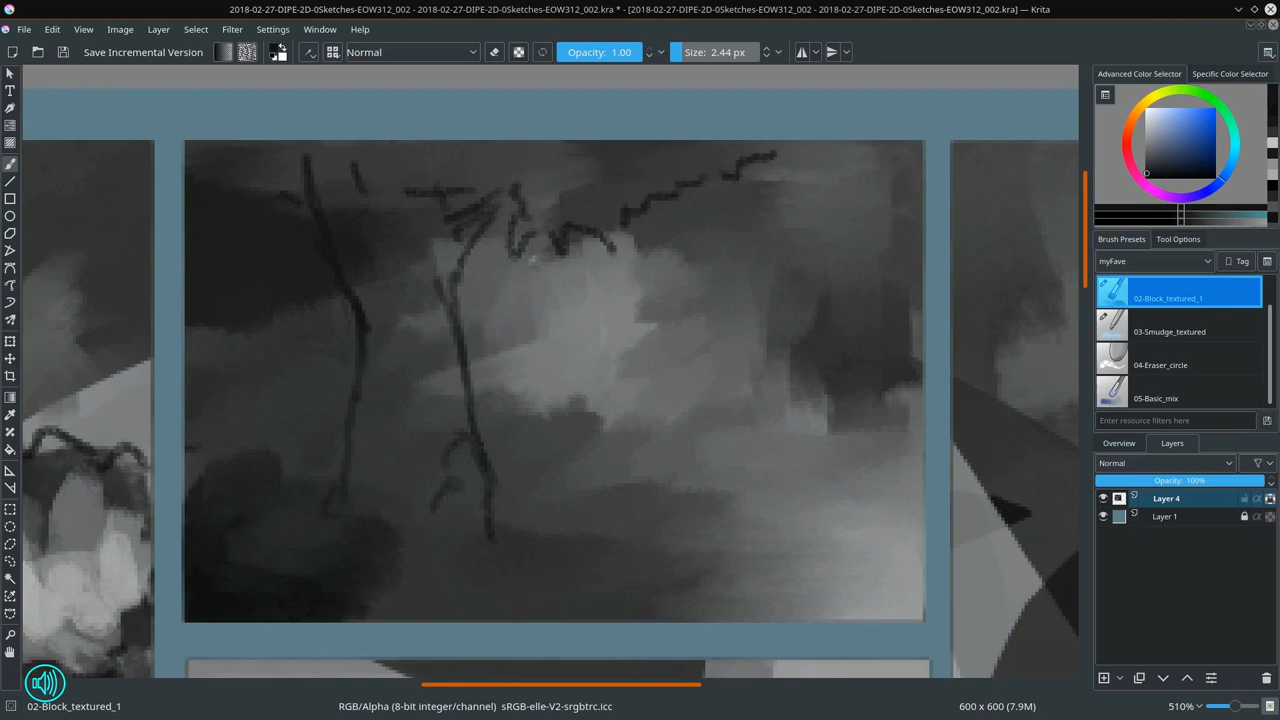 2018-02-27-DIPE-2D-0Sketches-EOW312_002 - 2018-02-27-DIPE-2D-0Sketches-EOW312_002.kra * - [2018-02-27-DIPE-2D-0Sketches-EOW312_002 - 2018-02-27-DIPE-2D-0Sketches-EOW312_002.kra] — Krita
File Edit View Image Layer Select Filter Settings Window Help
Save Incremental Version Normal Opacity: 1.00 Size: 2.44 px
Advanced Color Selector Specific Color Selector
Brush Presets Tool Options
myFave Tag
02-Block_textured_1
03-Smudge_textured
04-Eraser_circle
05-Basic_mix
Enter resource filters here
Overview Layers
Normal
Opacity: 100%
Layer 4
Layer 1
02-Block_textured_1 RGB/Alpha (8-bit integer/channel) sRGB-elle-V2-srgbtrc.icc 600 x 600 (7.9M) 510%